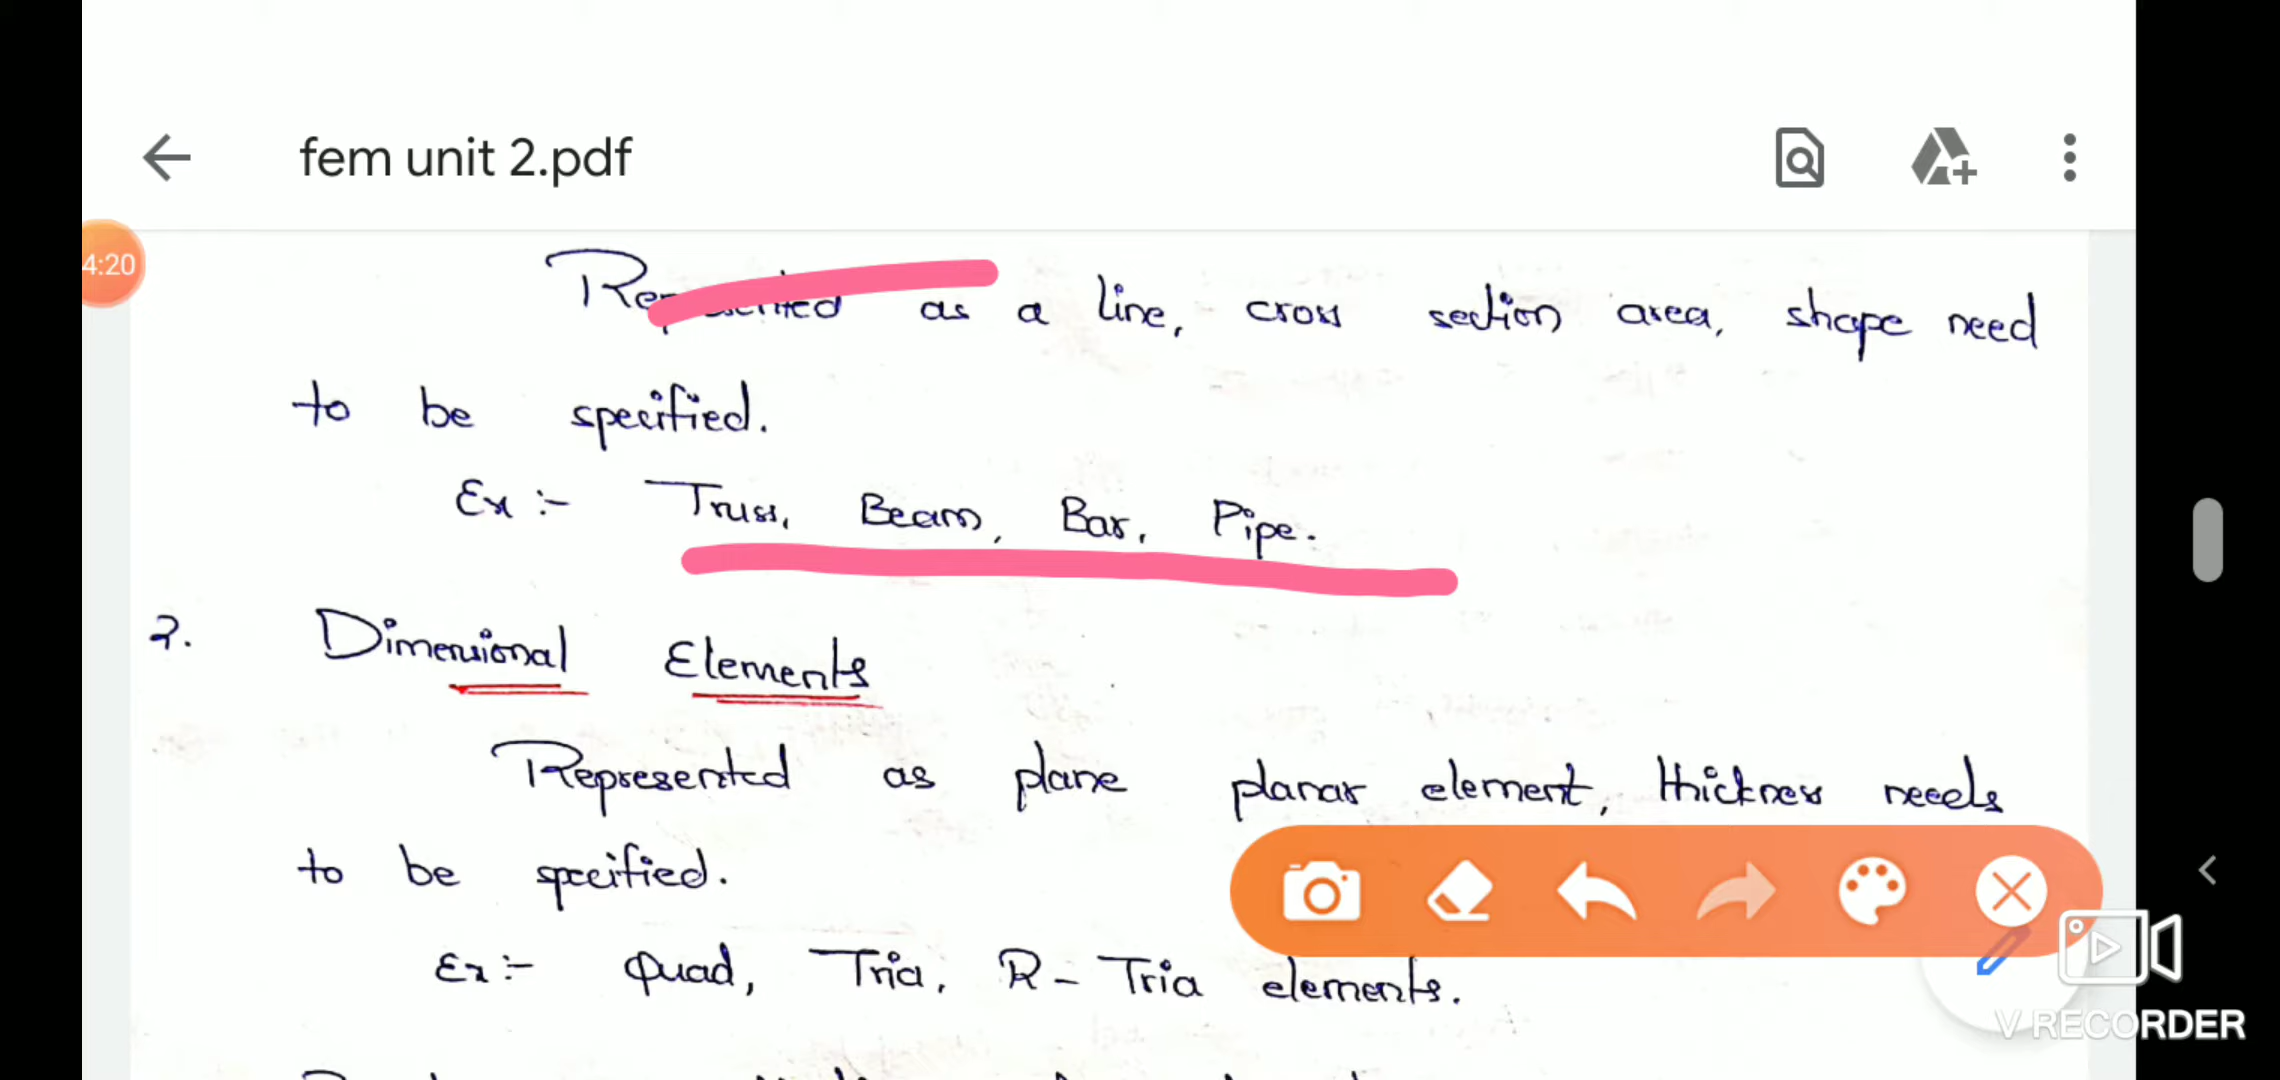 fem unit 2.pdf
4:20
Represented as a line, cross section area, shape need
to be specified.
Ex :- Truss, Beam, Bar, Pipe.
2. Dimensional Elements
Represented as plane planar element, thickness needs
to be specified.
Ex :- Quad, Tria, R - Tria elements.
V RECORDER